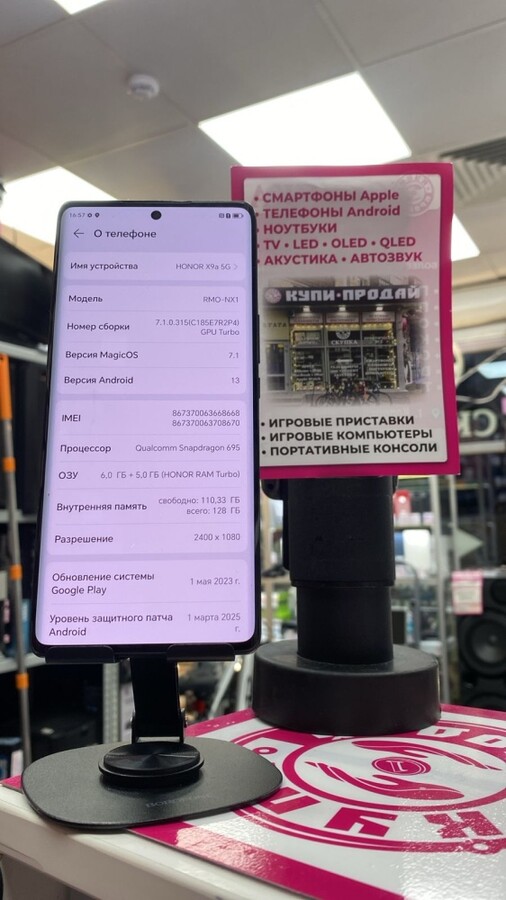 16:57
← О телефоне
Имя устройства HONOR X9a 5G >
Модель RMO-NX1
Номер сборки 7.1.0.315(C185E7R2P4)
GPU Turbo
Версия MagicOS 7.1
Версия Android 13
IMEI 867370063668668
867370063708670
Процессор Qualcomm Snapdragon 695
ОЗУ 6,0 ГБ + 5,0 ГБ (HONOR RAM Turbo)
Внутренняя память свободно: 110,33 ГБ
всего: 128 ГБ
Разрешение 2400 x 1080
Обновление системы
Google Play 1 мая 2023 г.
Уровень защитного патча
Android 1 марта 2025
г.
• СМАРТФОНЫ Apple
• ТЕЛЕФОНЫ Android
• НОУТБУКИ
• TV • LED • OLED • QLED
• АКУСТИКА • АВТОЗВУК
КУПИ-ПРОДАЙ
СКУПКА
• ИГРОВЫЕ ПРИСТАВКИ
• ИГРОВЫЕ КОМПЬЮТЕРЫ
• ПОРТАТИВНЫЕ КОНСОЛИ